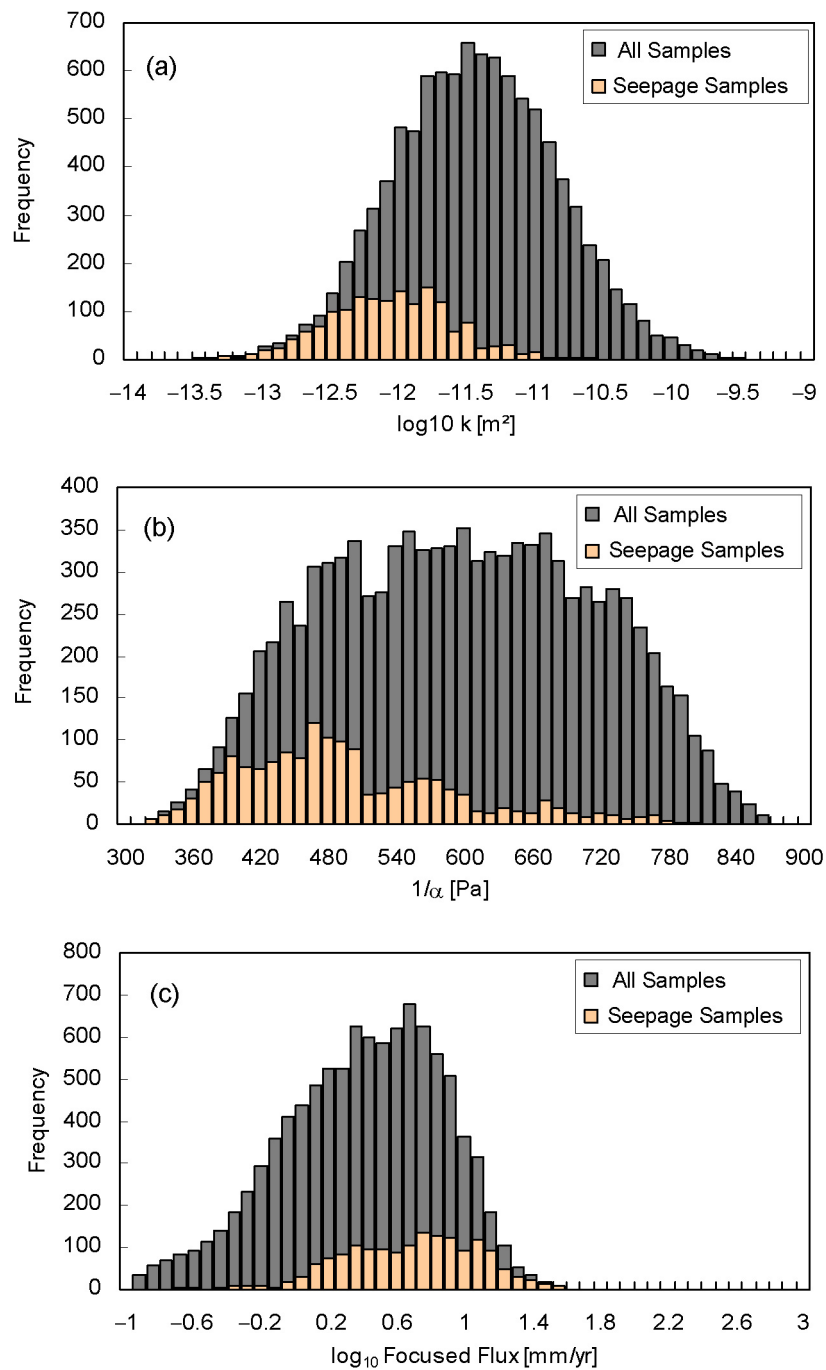 700
600
500
400
300
200
100
0
Frequency
(a)
All Samples
Seepage Samples
−14 −13.5 −13 −12.5 −12 −11.5 −11 −10.5 −10 −9.5 −9
log10 k [m²]
400
350
300
250
200
150
100
50
0
Frequency
(b)
All Samples
Seepage Samples
300 360 420 480 540 600 660 720 780 840 900
1/α [Pa]
800
700
600
500
400
300
200
100
0
Frequency
(c)
All Samples
Seepage Samples
−1 −0.6 −0.2 0.2 0.6 1 1.4 1.8 2.2 2.6 3
log₁₀ Focused Flux [mm/yr]